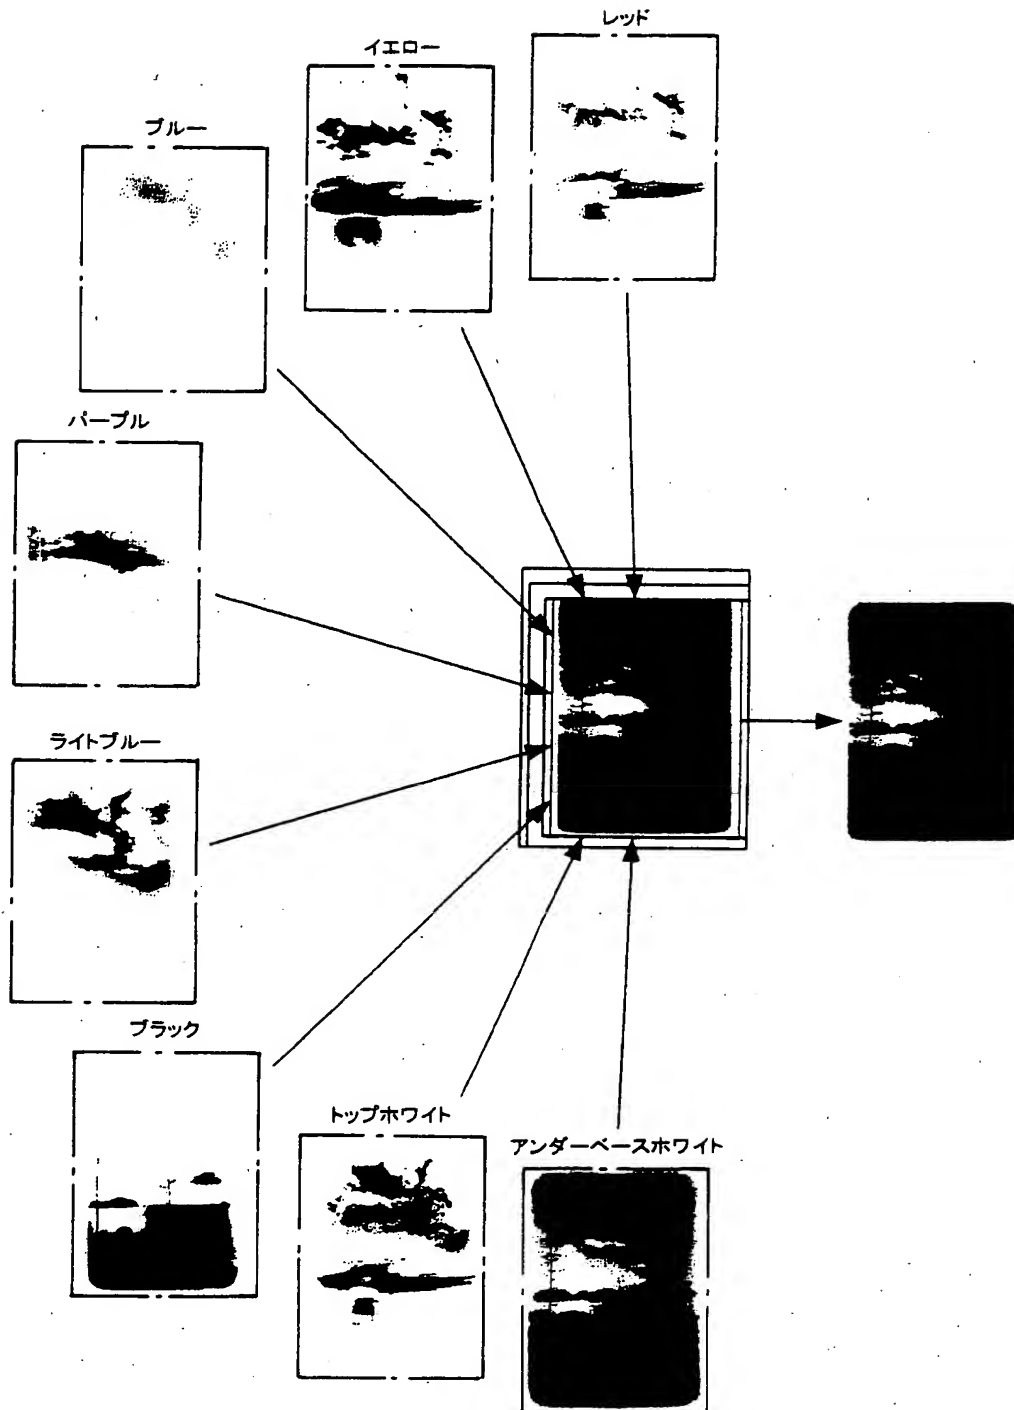 レッド
イエロー
ブルー
パープル
ライトブルー
ブラック
トップホワイト
アンダーベースホワイト